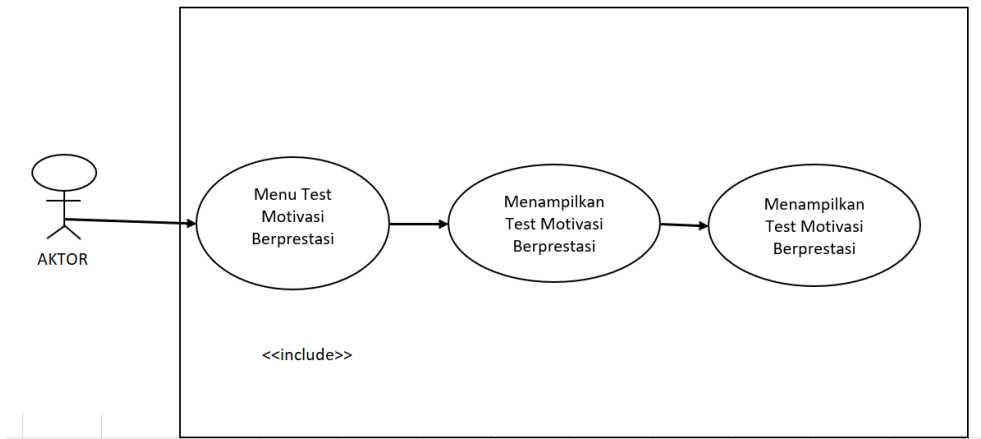 AKTOR
Menu Test
Motivasi
Berprestasi
Menampilkan
Test Motivasi
Berprestasi
Menampilkan
Test Motivasi
Berprestasi
<<include>>